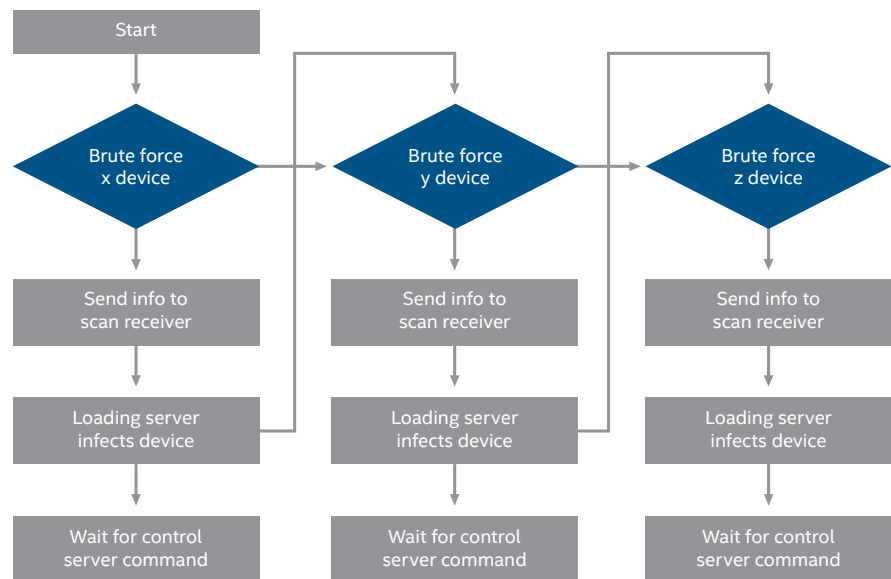 Start
Brute force
x device
Brute force
y device
Brute force
z device
Send info to
scan receiver
Send info to
scan receiver
Send info to
scan receiver
Loading server
infects device
Loading server
infects device
Loading server
infects device
Wait for control
server command
Wait for control
server command
Wait for control
server command